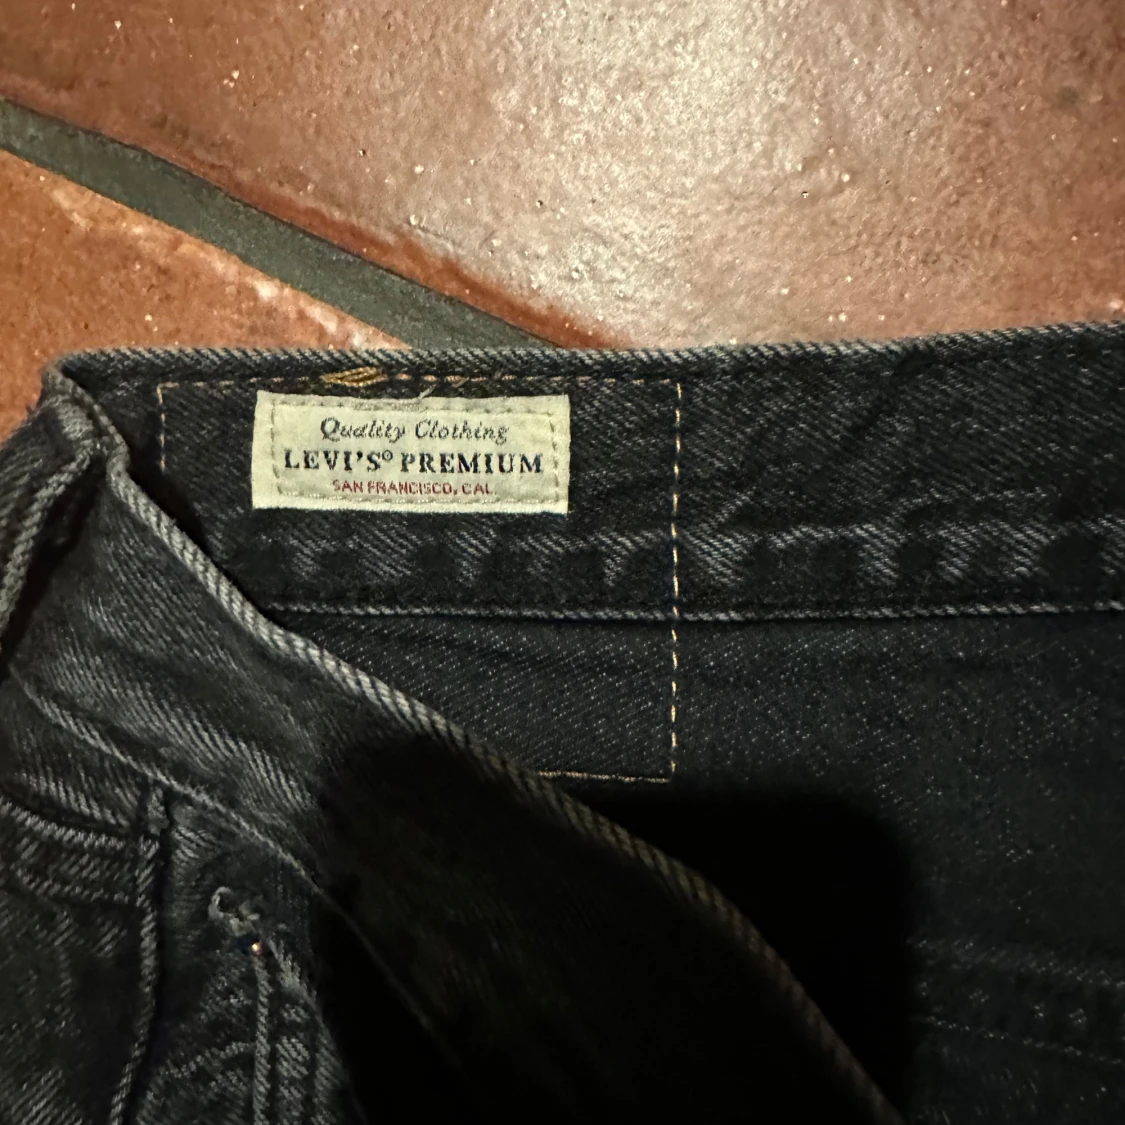 Quality Clothing
LEVI'S® PREMIUM
SAN FRANCISCO, CAL